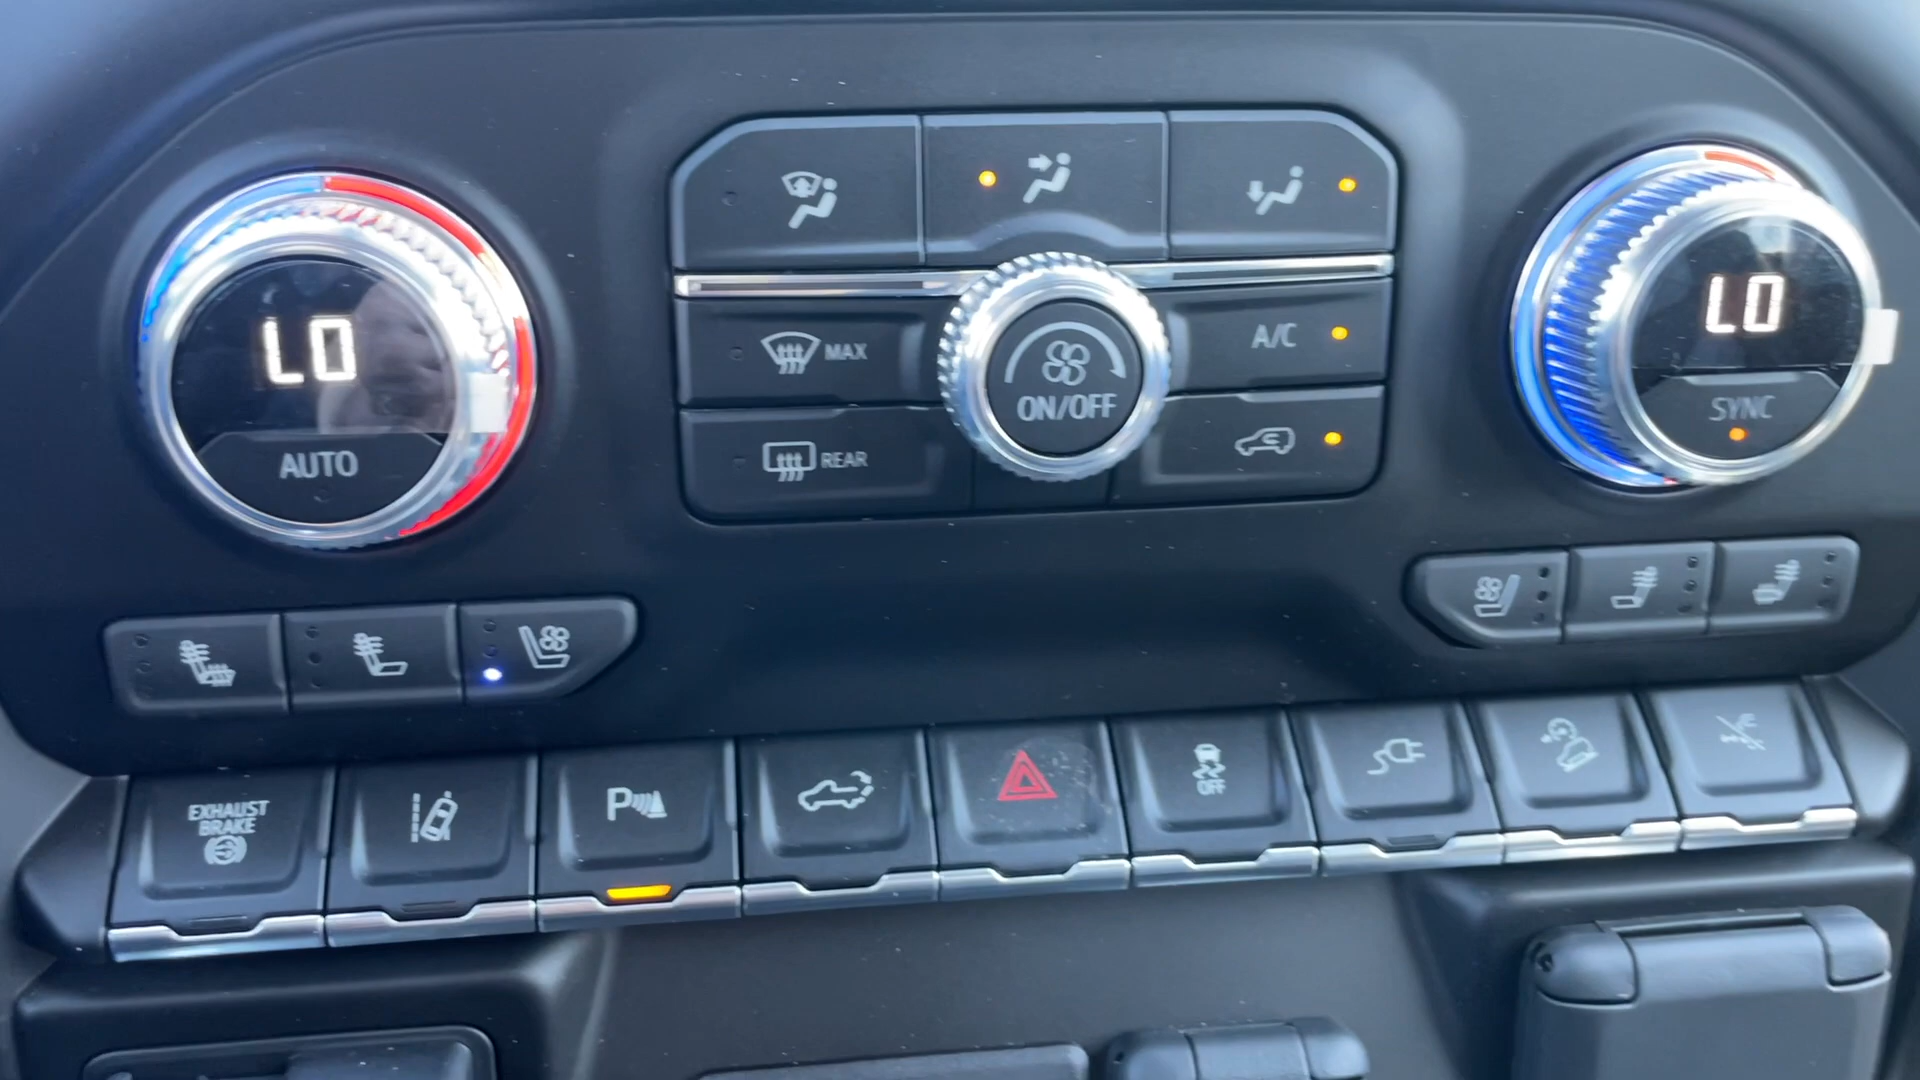 LO
AUTO
MAX
REAR
ON/OFF
A/C
LO
SYNC
EXHAUST
BRAKE
P
OFF